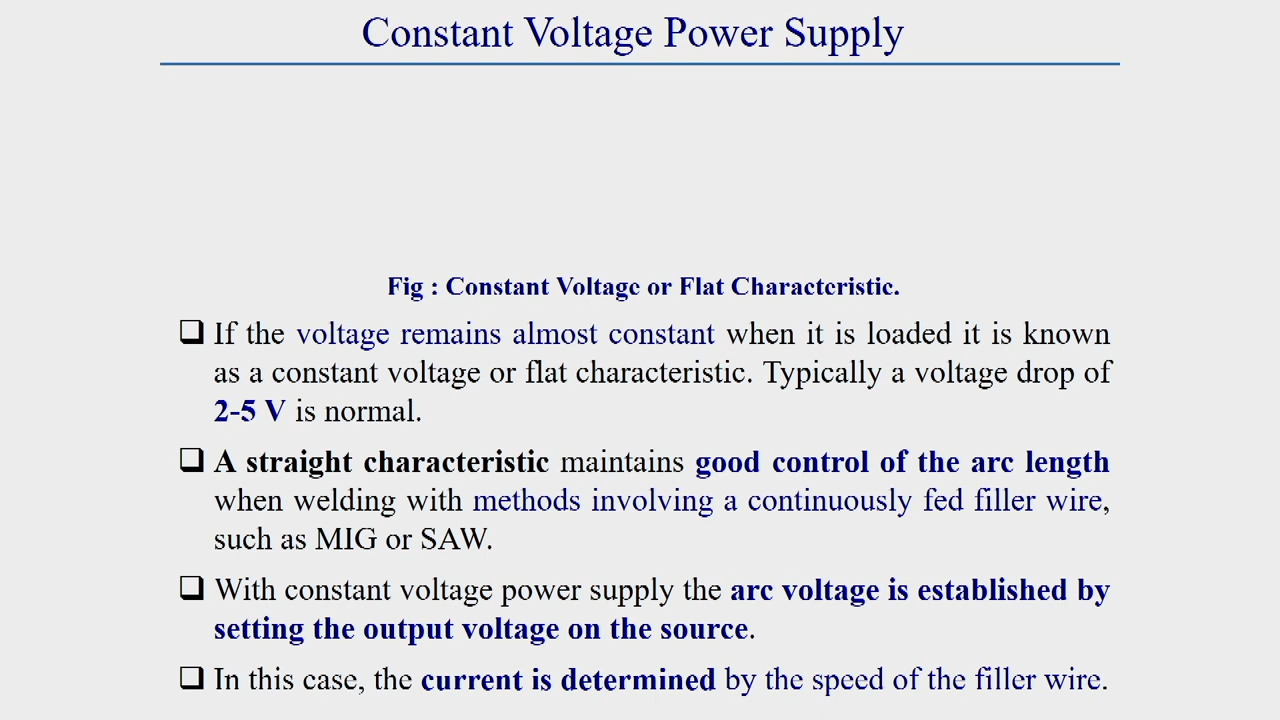 Constant Voltage Power Supply
Fig : Constant Voltage or Flat Characteristic.
❑ If the voltage remains almost constant when it is loaded it is known
as a constant voltage or flat characteristic. Typically a voltage drop of
2-5 V is normal.
❑ A straight characteristic maintains good control of the arc length
when welding with methods involving a continuously fed filler wire,
such as MIG or SAW.
❑ With constant voltage power supply the arc voltage is established by
setting the output voltage on the source.
❑ In this case, the current is determined by the speed of the filler wire.